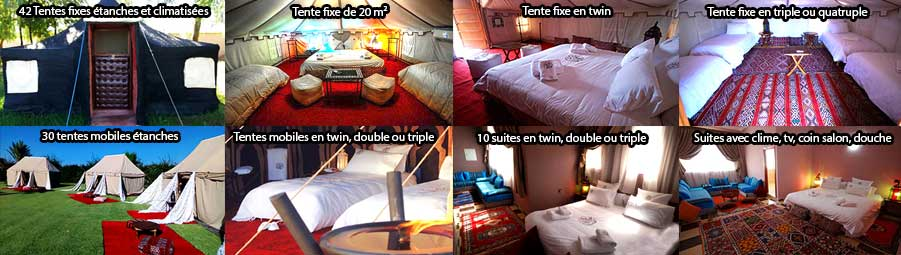 42 Tentes fixes étanches et climatisées
Tente fixe de 20 m²
Tente fixe en twin
Tente fixe en triple ou quatruple
30 tentes mobiles étanches
Tentes mobiles en twin, double ou triple
10 suites en twin, double ou triple
Suites avec clime, tv, coin salon, douche